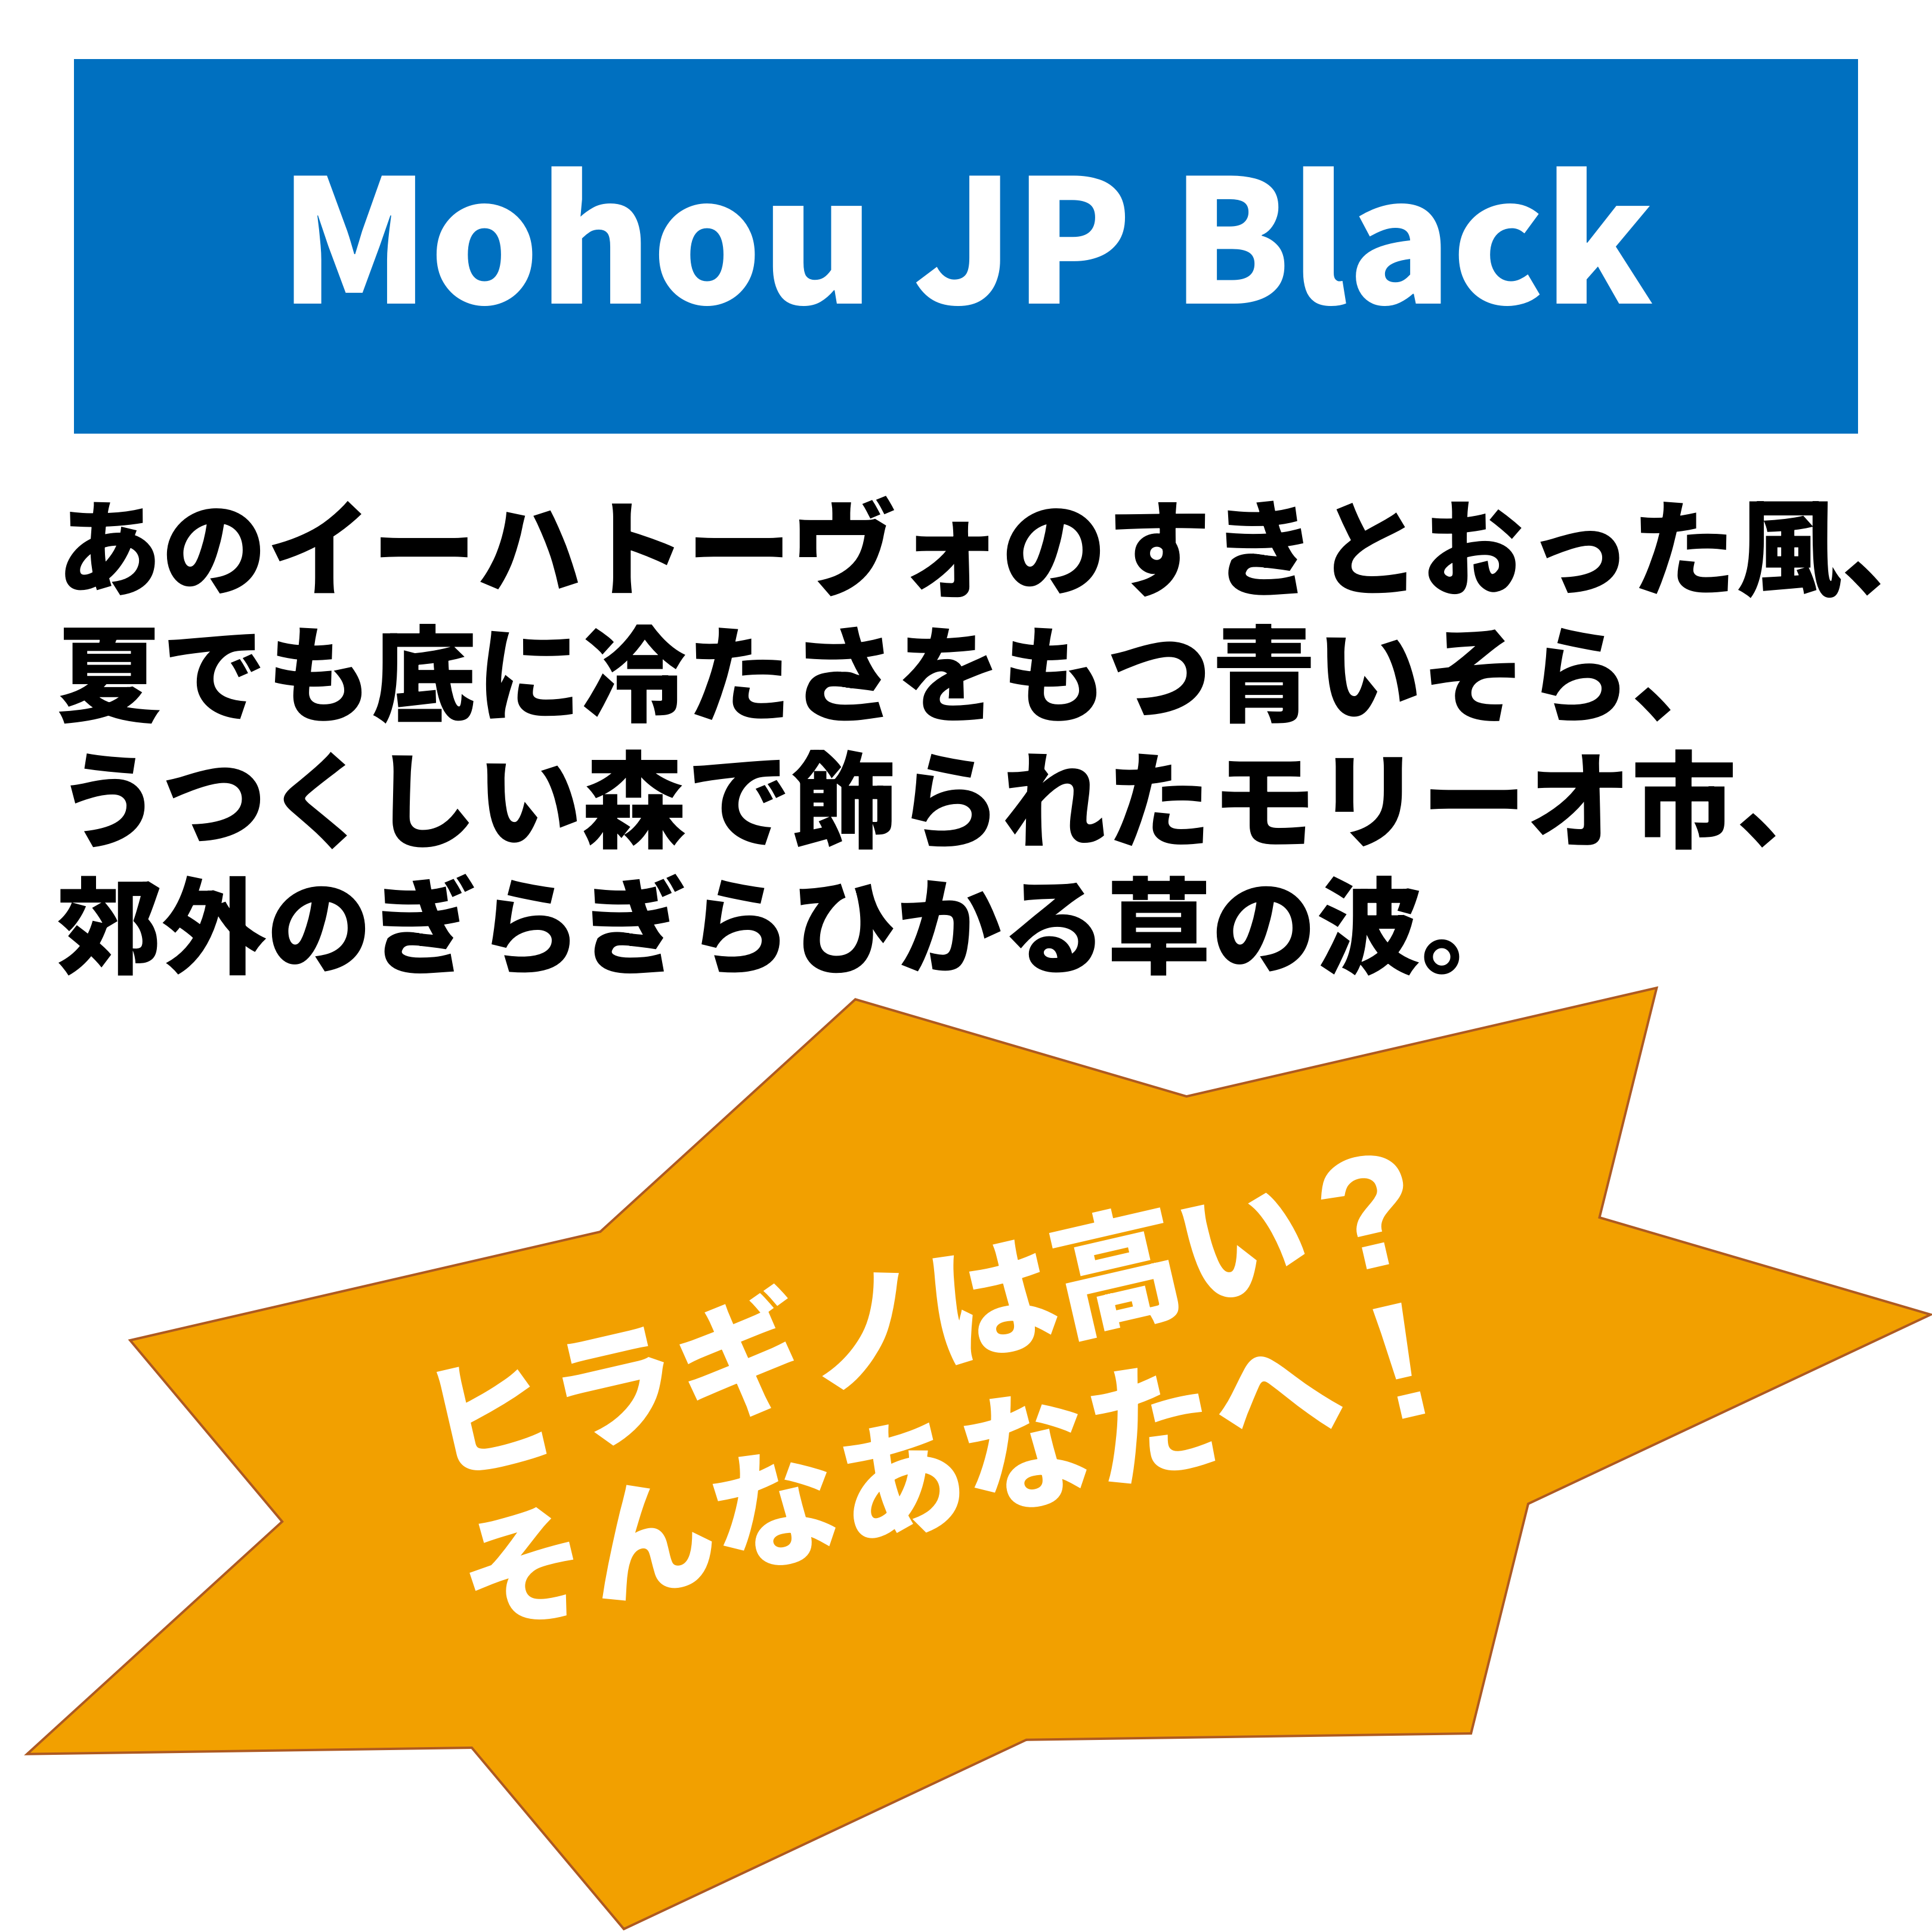 Mohou JP Black
あのイーハトーヴォのすきとおった風、
夏でも底に冷たさをもつ青いそら、
うつくしい森で飾られたモリーオ市、
郊外のぎらぎらひかる草の波。
ヒラギノは高い？
そんなあなたへ！